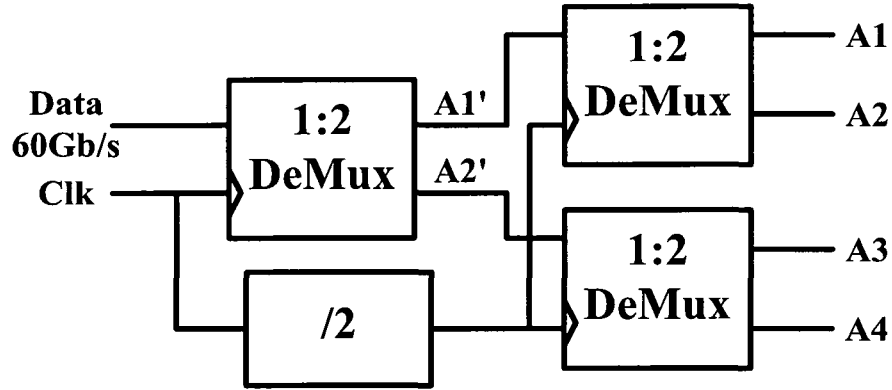 Data
60Gb/s
Clk
1:2
DeMux
A1'
A2'
/2
1:2
DeMux
A1
A2
1:2
DeMux
A3
A4